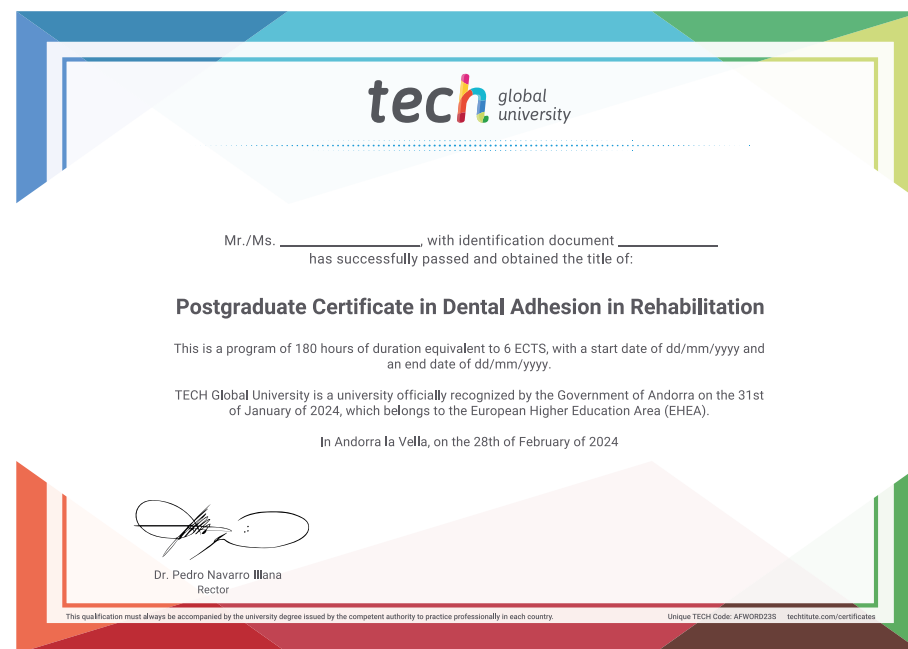 tech global university
Mr./Ms. ____________________, with identification document ______________
has successfully passed and obtained the title of:
Postgraduate Certificate in Dental Adhesion in Rehabilitation
This is a program of 180 hours of duration equivalent to 6 ECTS, with a start date of dd/mm/yyyy and
an end date of dd/mm/yyyy.
TECH Global University is a university officially recognized by the Government of Andorra on the 31st
of January of 2024, which belongs to the European Higher Education Area (EHEA).
In Andorra la Vella, on the 28th of February of 2024
Dr. Pedro Navarro Illana
Rector
This qualification must always be accompanied by the university degree issued by the competent authority to practice professionally in each country.
Unique TECH Code: AFWORD23S techtitute.com/certificates